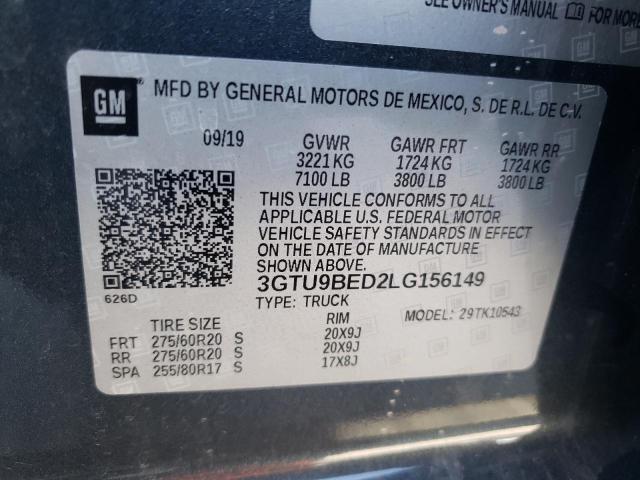 SEE OWNER'S MANUAL FOR MORE
GM ® MFD BY GENERAL MOTORS DE MEXICO, S. DE R.L. DE C.V.
09/19 GVWR GAWR FRT GAWR RR
3221 KG 1724 KG 1724 KG
7100 LB 3800 LB 3800 LB
THIS VEHICLE CONFORMS TO ALL
APPLICABLE U.S. FEDERAL MOTOR
VEHICLE SAFETY STANDARDS IN EFFECT
ON THE DATE OF MANUFACTURE
SHOWN ABOVE.
3GTU9BED2LG156149
626D
TYPE: TRUCK MODEL: 29TK10543
TIRE SIZE RIM
FRT 275/60R20 S 20X9J
RR 275/60R20 S 20X9J
SPA 255/80R17 S 17X8J